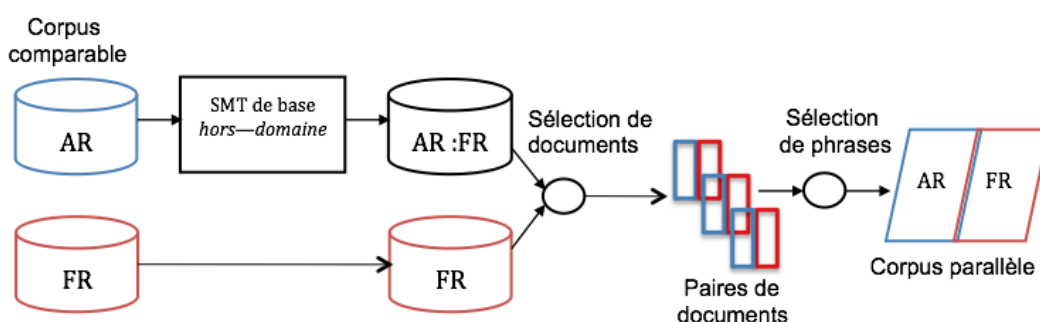 Corpus
comparable
AR
SMT de base
hors—domaine
AR :FR
Sélection de
documents
Sélection
de phrases
AR
FR
FR
FR
Paires de
documents
Corpus parallèle